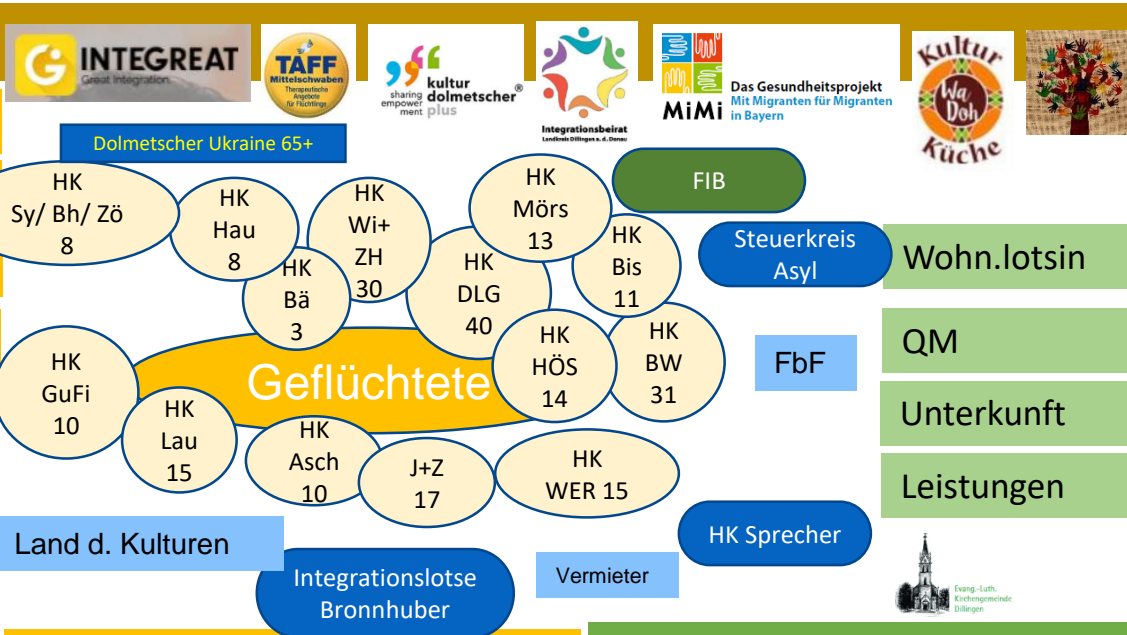 INTEGREAT
Great Integration.
TAFF
Mittelschwaben
Therapeutische
Angebote
für Flüchtlinge
kultur
sharing dolmetscher®
empower plus
ment
Integrationsbeirat
Landkreis Dillingen a. d. Donau
MiMi
Das Gesundheitsprojekt
Mit Migranten für Migranten
in Bayern
Kultur
Wa
Doh
Küche
Dolmetscher Ukraine 65+
HK
Sy/ Bh/ Zö
8
HK
Hau
8
HK
Wi+
ZH
30
HK
Mörs
13
FIB
HK
Bä
3
HK
DLG
40
HK
Bis
11
Steuerkreis
Asyl
Wohn.lotsin
HK
GuFi
10
Geflüchtete
HK
HÖS
14
HK
BW
31
FbF
QM
HK
Lau
15
HK
Asch
10
J+Z
17
HK
WER 15
Unterkunft
Leistungen
Land d. Kulturen
Integrationslotse
Bronnhuber
Vermieter
HK Sprecher
Evang.-Luth.
Kirchengemeinde
Dillingen